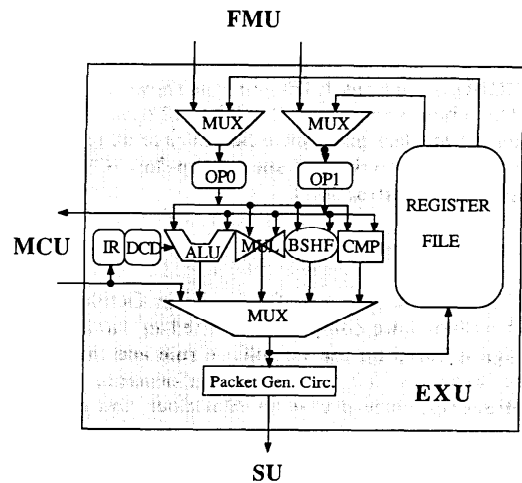 FMU
MUX
MUX
OP0
OP1
REGISTER
FILE
MCU
IR
DCD
ALU
MUL
BSHF
CMP
MUX
Packet Gen. Circ.
EXU
SU